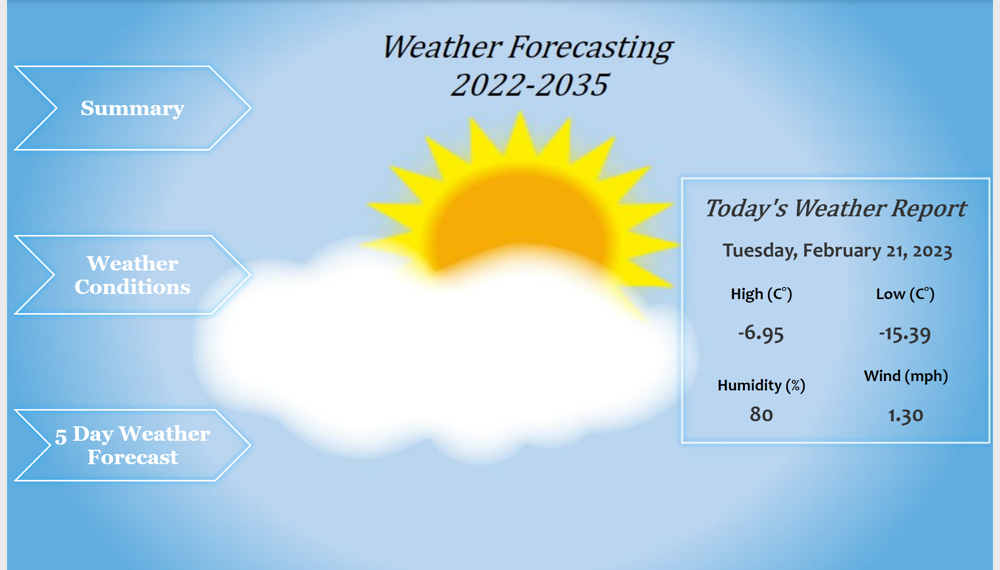 Weather Forecasting
2022-2035
Summary
Weather
Conditions
5 Day Weather
Forecast
Today's Weather Report
Tuesday, February 21, 2023
High (C°)
Low (C°)
-6.95
-15.39
Humidity (%)
Wind (mph)
80
1.30